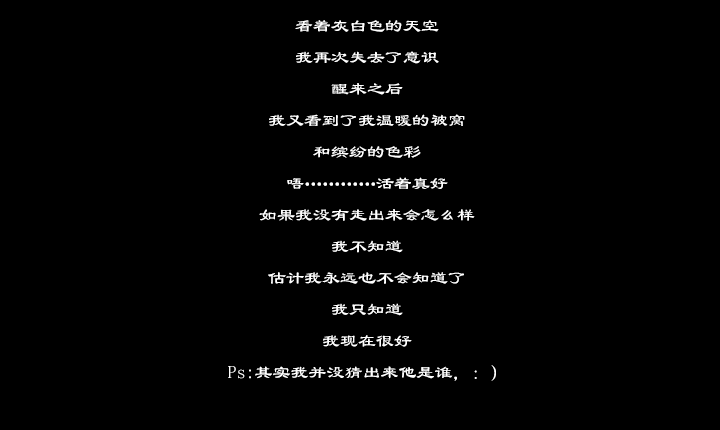 看着灰白色的天空
我再次失去了意识
醒来之后
我又看到了我温暖的被窝
和缤纷的色彩
唔…………活着真好
如果我没有走出来会怎么样
我不知道
估计我永远也不会知道了
我只知道
我现在很好
Ps:其实我并没猜出来他是谁，：）